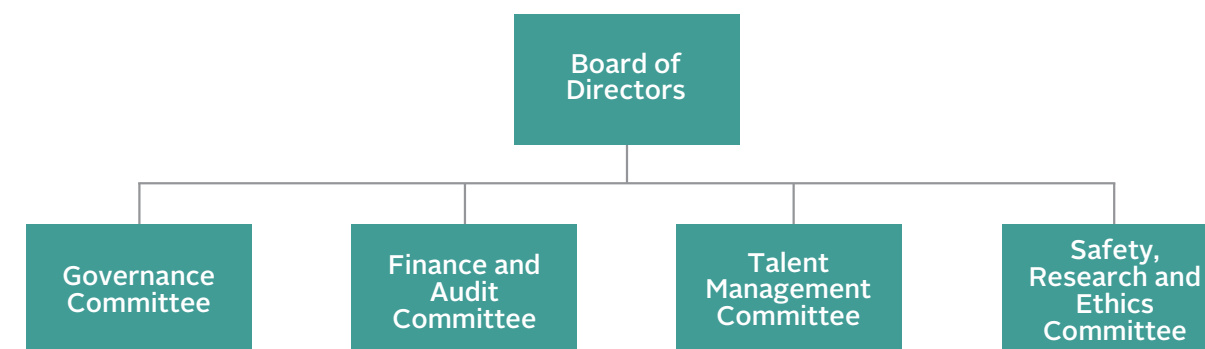 Board of
Directors
Governance
Committee
Finance and
Audit
Committee
Talent
Management
Committee
Safety,
Research and
Ethics
Committee